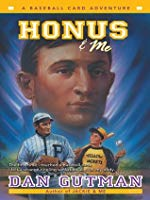 A BASEBALL CARD ADVENTURE
HONUS
& Me
DAN GUTMAN
Author of JACKIE & ME